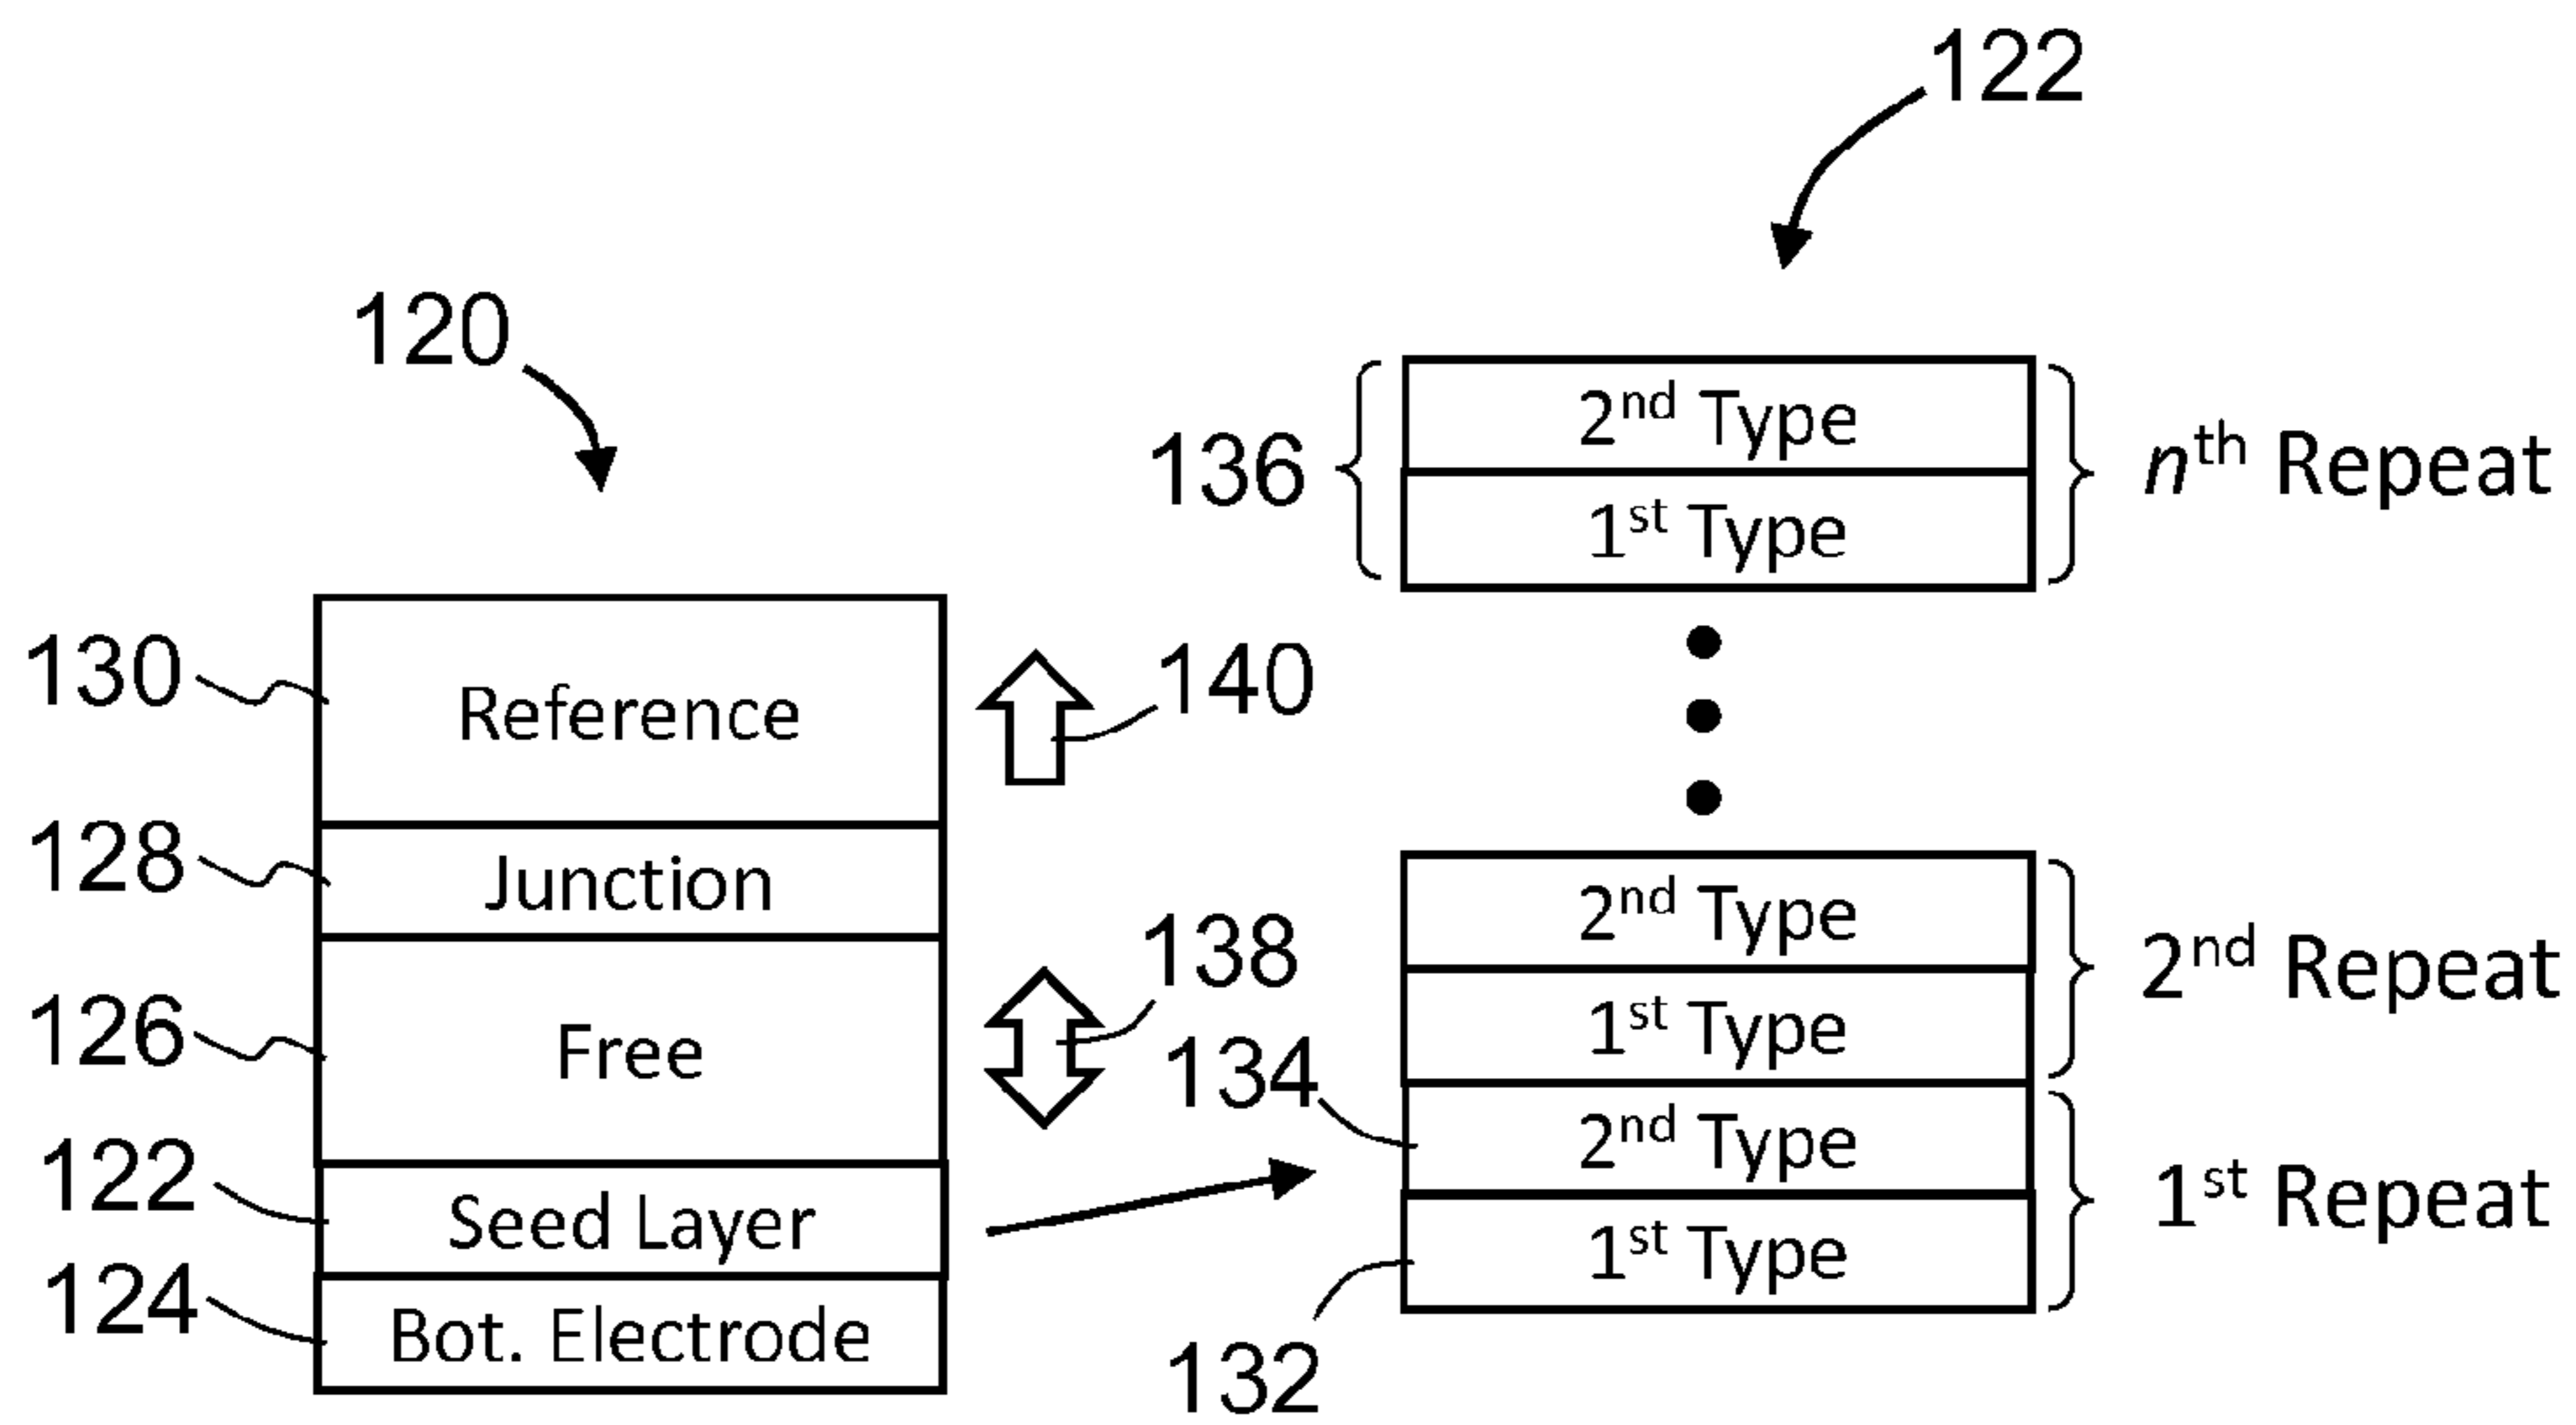 122
120
136
2nd Type
1st Type
nth Repeat
130
Reference
140
128
Junction
138
2nd Type
1st Type
2nd Repeat
126
Free
134
2nd Type
1st Type
1st Repeat
122
Seed Layer
124
Bot. Electrode
132